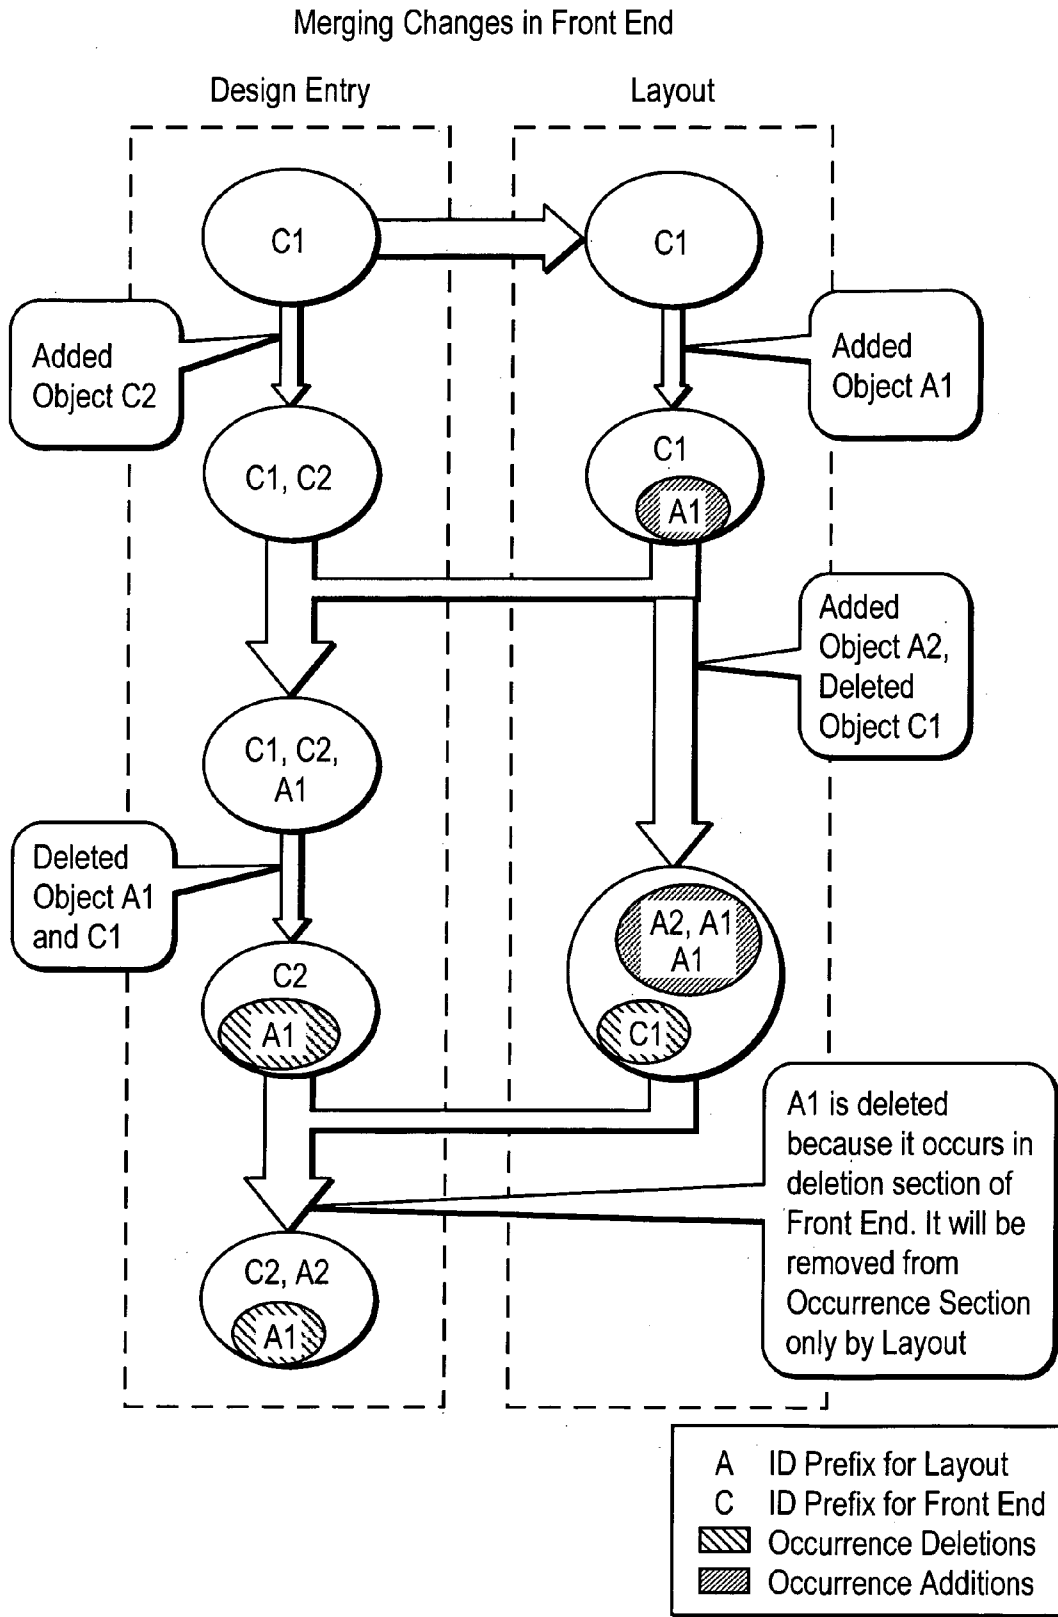 Merging Changes in Front End
Design Entry
Layout
C1
C1
Added
Object C2
Added
Object A1
C1, C2
C1
A1
Added
Object A2,
Deleted
Object C1
C1, C2,
A1
Deleted
Object A1
and C1
A2, A1
A1
C1
C2
A1
A1 is deleted
because it occurs in
deletion section of
Front End. It will be
removed from
Occurrence Section
only by Layout
C2, A2
A1
A ID Prefix for Layout
C ID Prefix for Front End
Occurrence Deletions
Occurrence Additions